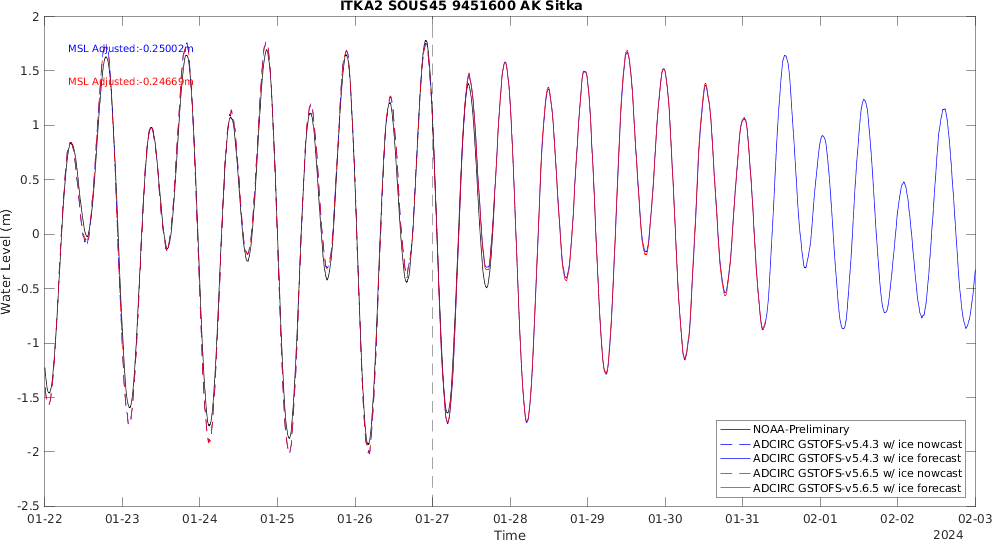 ITKA2 SOUS45 9451600 AK Sitka
2
1.5
1
0.5
0
-0.5
-1
-1.5
-2
-2.5
Water Level (m)
MSL Adjusted:-0.25002m
MSL Adjusted:-0.24669m
NOAA-Preliminary
ADCIRC GSTOFS-v5.4.3 w/ ice nowcast
ADCIRC GSTOFS-v5.4.3 w/ ice forecast
ADCIRC GSTOFS-v5.6.5 w/ ice nowcast
ADCIRC GSTOFS-v5.6.5 w/ ice forecast
01-22 01-23 01-24 01-25 01-26 01-27 01-28 01-29 01-30 01-31 02-01 02-02 02-03
Time
2024